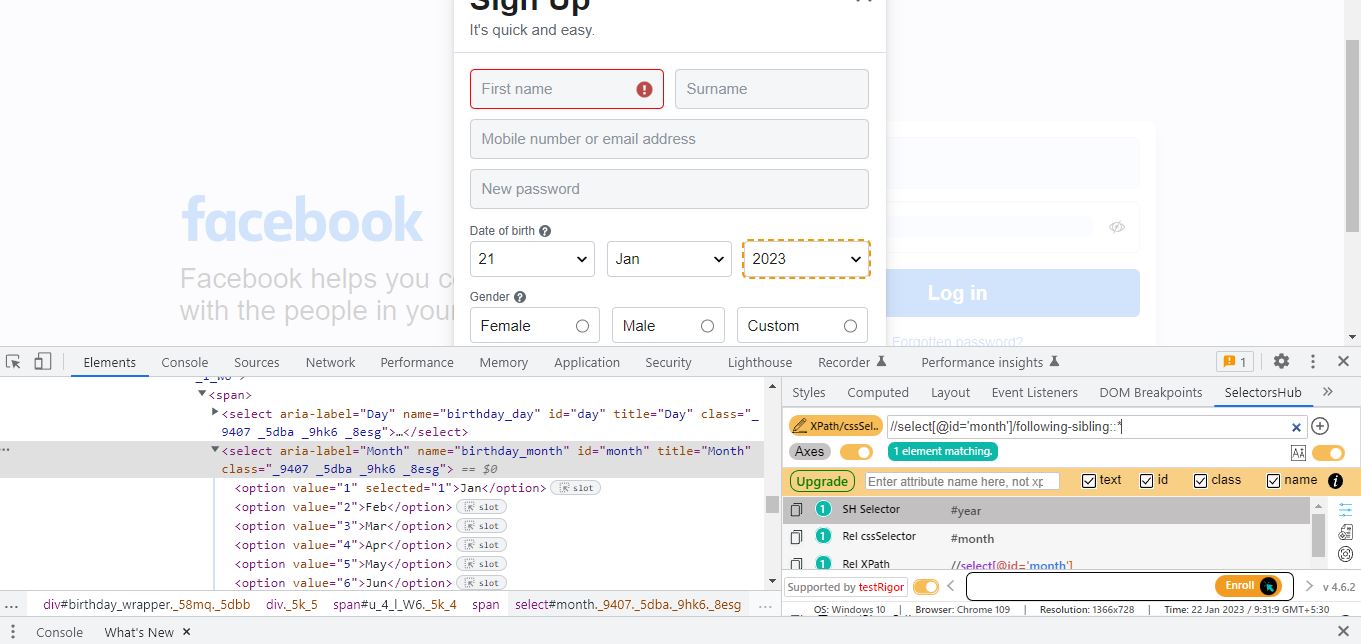 Sign Up
It's quick and easy.
First name
Surname
Mobile number or email address
New password
Date of birth ?
21
Jan
2023
Gender ?
Female
Male
Custom
facebook
Facebook helps you c
with the people in your
Log in
Forgotten password?
Elements
Console
Sources
Network
Performance
Memory
Application
Security
Lighthouse
Recorder
Performance insights
1
<span>
<select aria-label="Day" name="birthday_day" id="day" title="Day" class="_
9407 _5dba _9hk6 _8esg">…</select>
<select aria-label="Month" name="birthday_month" id="month" title="Month"
class="_9407 _5dba _9hk6 _8esg"> == $0
<option value="1" selected="1">Jan</option> slot
<option value="2">Feb</option> slot
<option value="3">Mar</option> slot
<option value="4">Apr</option> slot
<option value="5">May</option> slot
<option value="6">Jun</option> slot
... div#birthday_wrapper._58mq._5dbb div._5k_5 span#u_4_l_W6._5k_4 span select#month._9407._5dba._9hk6._8esg ...
Styles
Computed
Layout
Event Listeners
DOM Breakpoints
SelectorsHub
XPath/cssSel..
//select[@id='month']/following-sibling::*
Axes
1 element matching.
Upgrade
Enter attribute name here, not xp
text
id
class
name
1 SH Selector #year
1 Rel cssSelector #month
1 Rel XPath //select[@id='month']
Supported by testRigor
Enroll
v 4.6.2
OS: Windows 10 | Browser: Chrome 109 | Resolution: 1366x728 | Time: 22 Jan 2023 / 9:31:9 GMT+5:30
Console
What's New